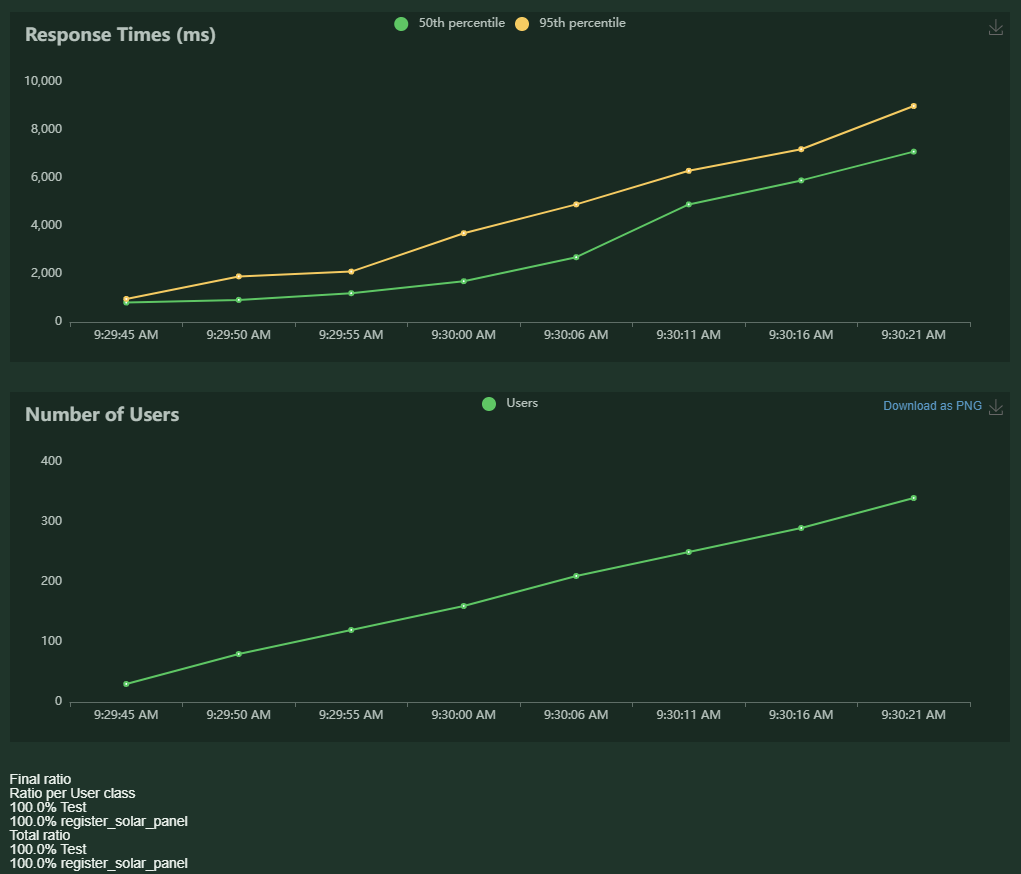 50th percentile 95th percentile
Response Times (ms)
10,000
8,000
6,000
4,000
2,000
0
9:29:45 AM 9:29:50 AM 9:29:55 AM 9:30:00 AM 9:30:06 AM 9:30:11 AM 9:30:16 AM 9:30:21 AM
Users
Number of Users
Download as PNG
400
300
200
100
0
9:29:45 AM 9:29:50 AM 9:29:55 AM 9:30:00 AM 9:30:06 AM 9:30:11 AM 9:30:16 AM 9:30:21 AM
Final ratio
Ratio per User class
100.0% Test
100.0% register_solar_panel
Total ratio
100.0% Test
100.0% register_solar_panel